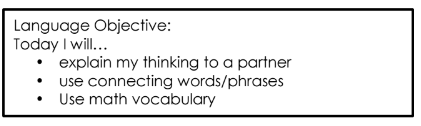 Language Objective:
Today I will…
• explain my thinking to a partner
• use connecting words/phrases
• Use math vocabulary